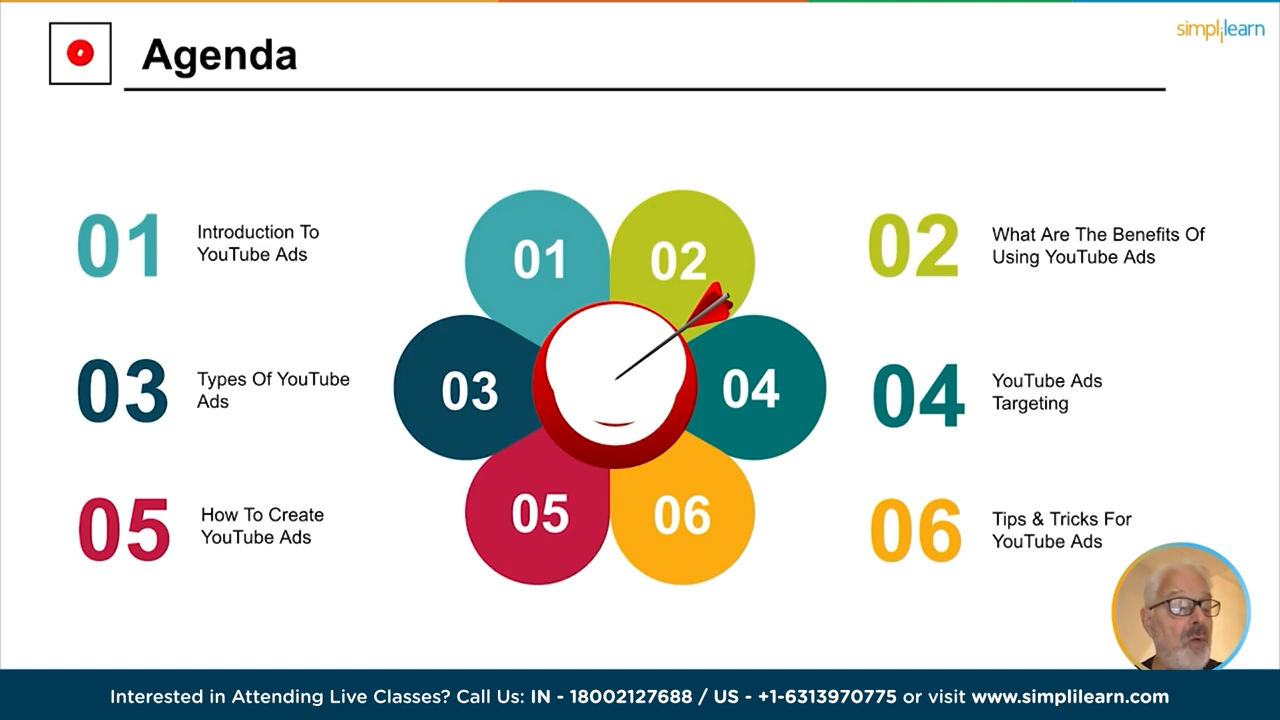 Agenda
simplilearn
01
Introduction To
YouTube Ads
01
02
02
What Are The Benefits Of
Using YouTube Ads
03
Types Of YouTube
Ads
03
04
04
YouTube Ads
Targeting
05
How To Create
YouTube Ads
05
06
06
Tips & Tricks For
YouTube Ads
Interested in Attending Live Classes? Call Us: IN - 18002127688 / US - +1-6313970775 or visit www.simplilearn.com